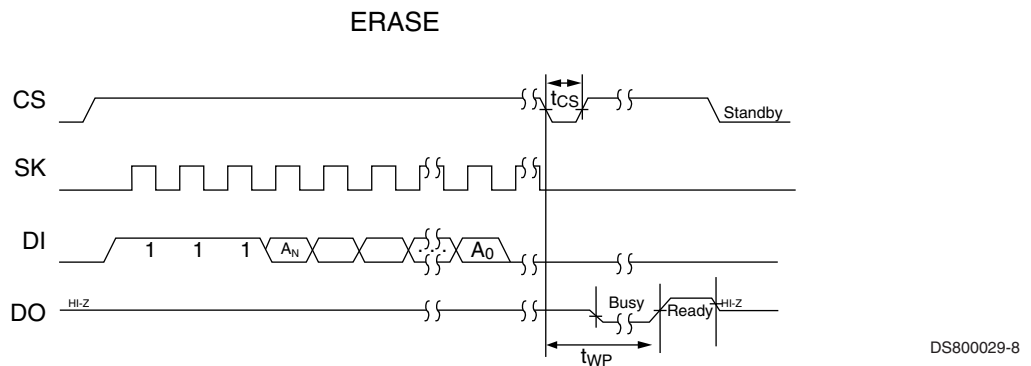 ERASE
CS
tCS
Standby
SK
DI
1 1 1 AN . . . A0
DO
HI-Z
Busy
Ready
HI-Z
tWP
DS800029-8